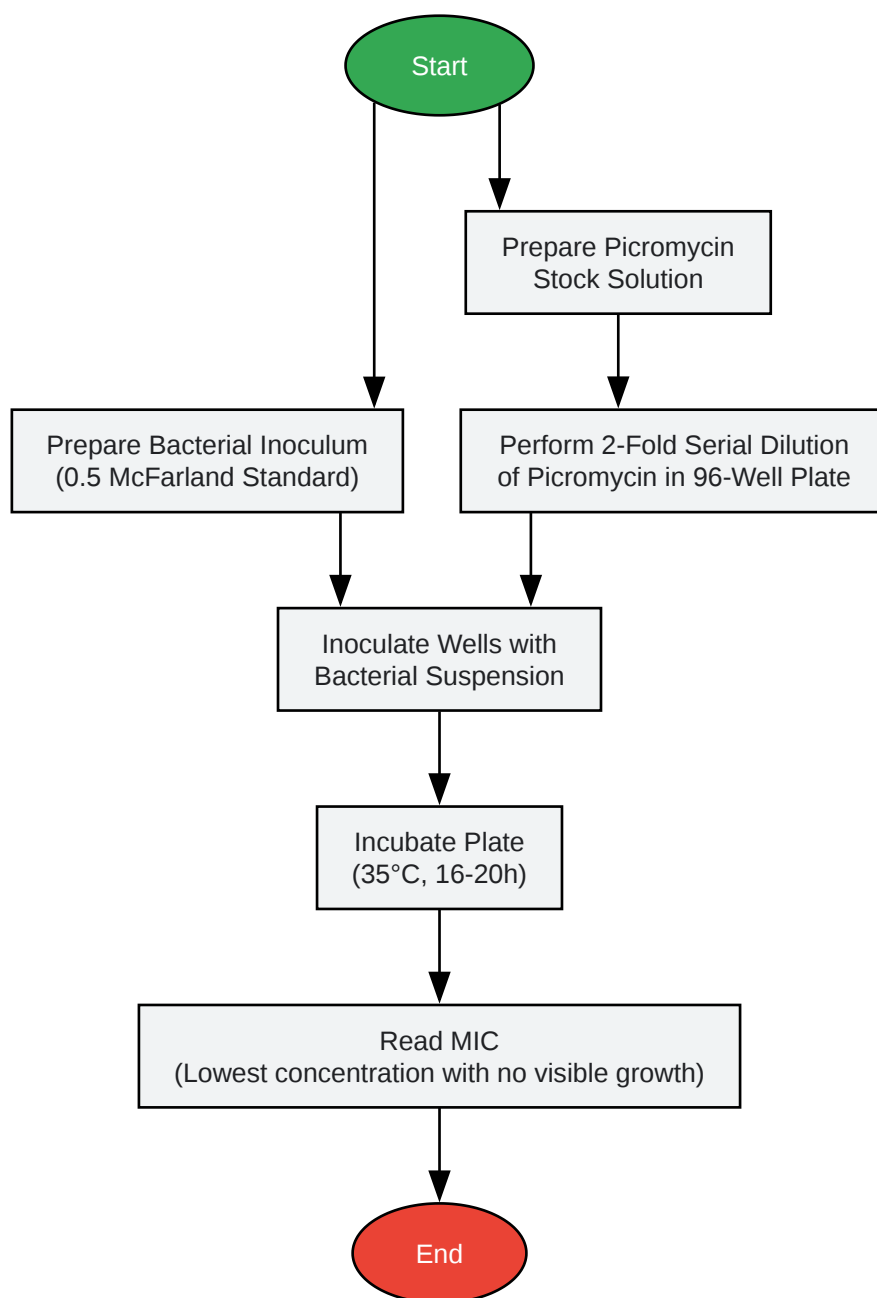 Start
Prepare Picromycin
Stock Solution
Prepare Bacterial Inoculum
(0.5 McFarland Standard)
Perform 2-Fold Serial Dilution
of Picromycin in 96-Well Plate
Inoculate Wells with
Bacterial Suspension
Incubate Plate
(35°C, 16-20h)
Read MIC
(Lowest concentration with no visible growth)
End